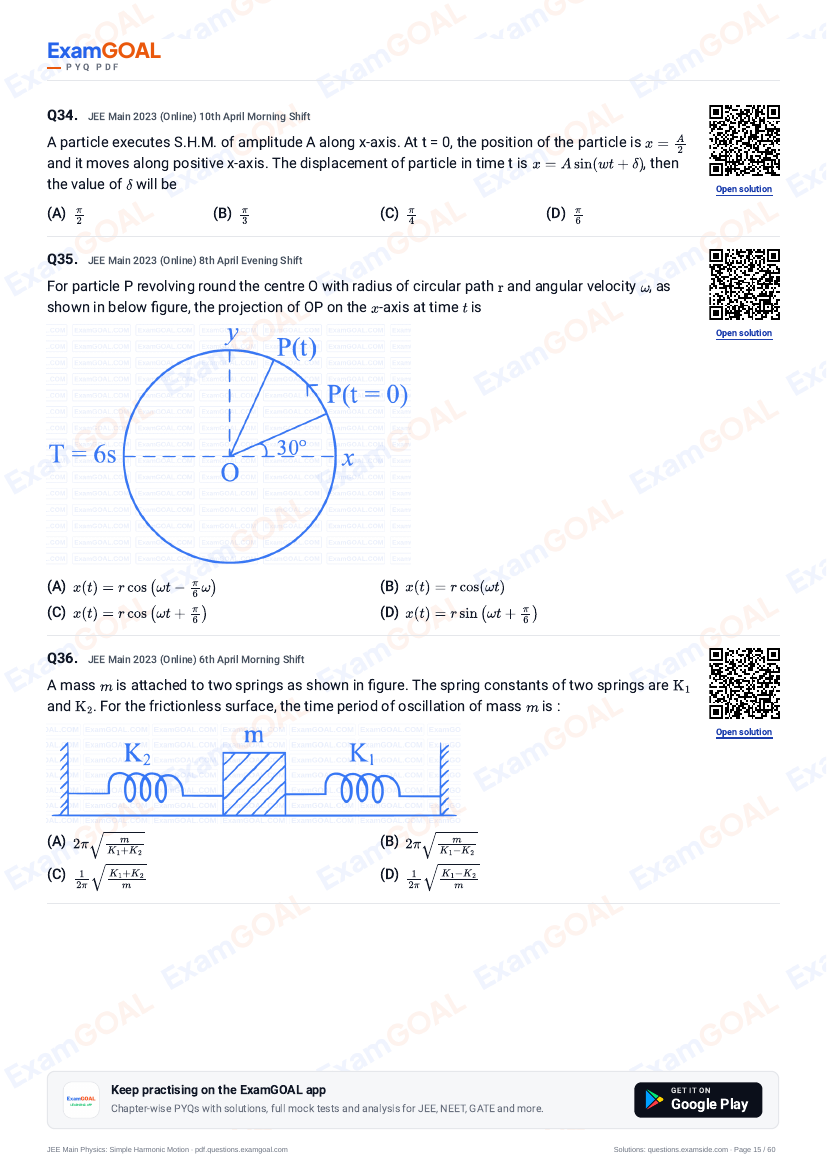 ExamGOAL
PYQ PDF
Q34. JEE Main 2023 (Online) 10th April Morning Shift
A particle executes S.H.M. of amplitude A along x-axis. At t = 0, the position of the particle is x = A/2
and it moves along positive x-axis. The displacement of particle in time t is x = A sin(wt + δ), then
the value of δ will be
Open solution
(A) π/2 (B) π/3 (C) π/4 (D) π/6
Q35. JEE Main 2023 (Online) 8th April Evening Shift
For particle P revolving round the centre O with radius of circular path r and angular velocity ω, as
shown in below figure, the projection of OP on the x-axis at time t is
Open solution
y
P(t)
P(t = 0)
T = 6s
30°
x
O
(A) x(t) = r cos (ωt − π/6 ω) (B) x(t) = r cos(ωt)
(C) x(t) = r cos (ωt + π/6) (D) x(t) = r sin (ωt + π/6)
Q36. JEE Main 2023 (Online) 6th April Morning Shift
A mass m is attached to two springs as shown in figure. The spring constants of two springs are K₁
and K₂. For the frictionless surface, the time period of oscillation of mass m is :
Open solution
m
K₂ K₁
(A) 2π√(m/(K₁+K₂)) (B) 2π√(m/(K₁−K₂))
(C) 1/2π √((K₁+K₂)/m) (D) 1/2π √((K₁−K₂)/m)
Keep practising on the ExamGOAL app
Chapter-wise PYQs with solutions, full mock tests and analysis for JEE, NEET, GATE and more.
GET IT ON
Google Play
JEE Main Physics: Simple Harmonic Motion · pdf.questions.examgoal.com Solutions: questions.examside.com · Page 15 / 60